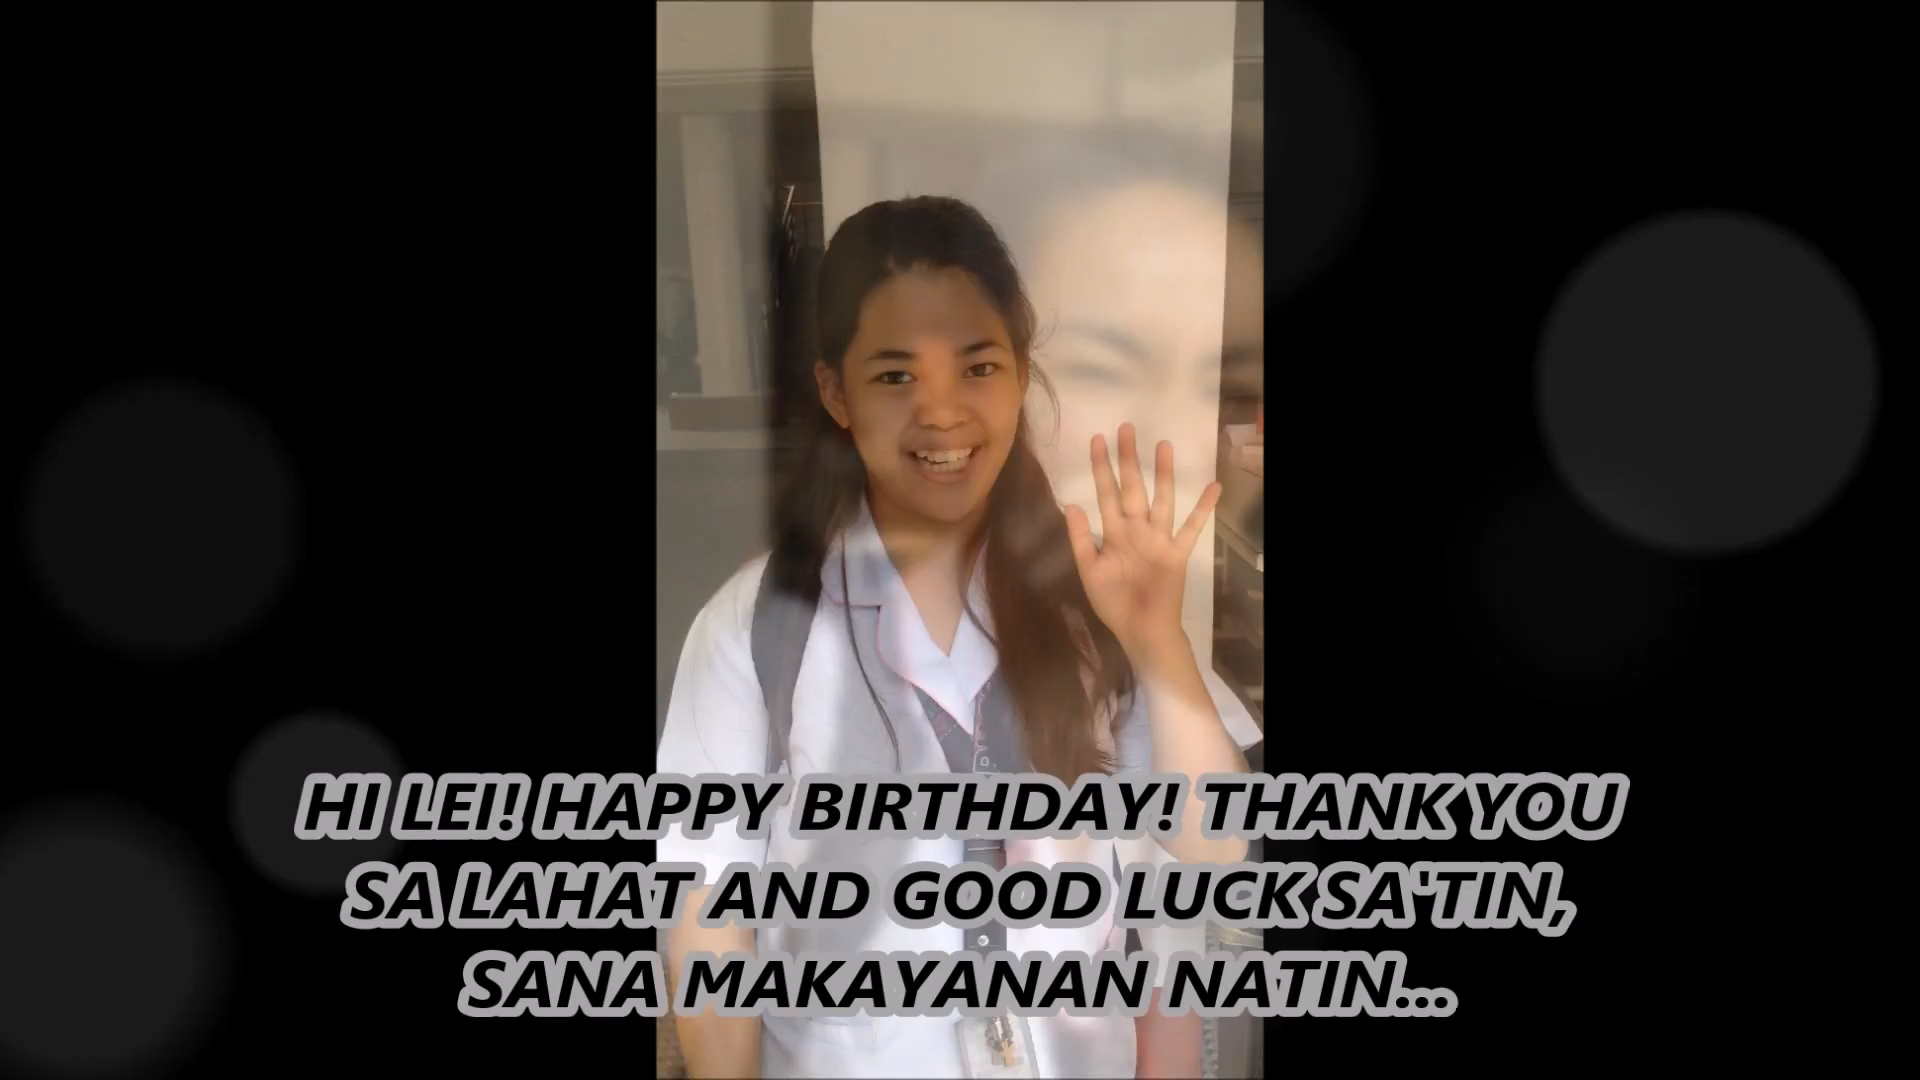 HI LEI! HAPPY BIRTHDAY! THANK YOU
SA LAHAT AND GOOD LUCK SA'TIN,
SANA MAKAYANAN NATIN...